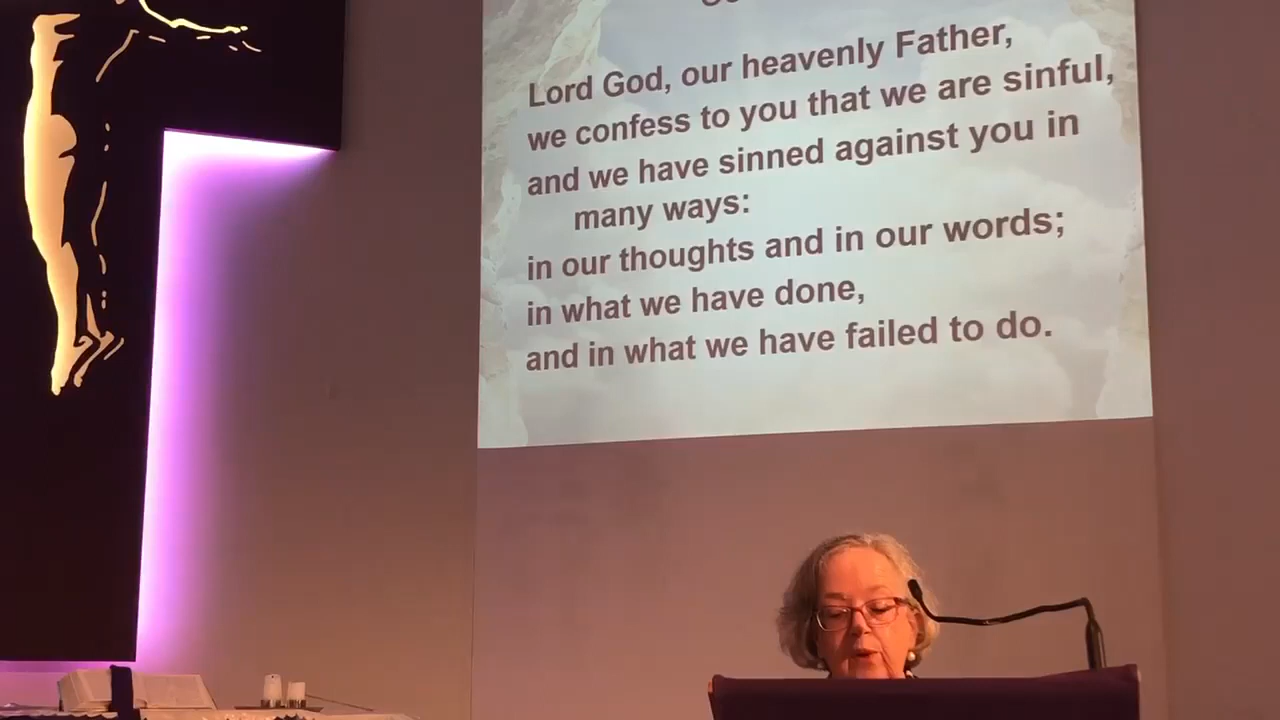 Lord God, our heavenly Father,
we confess to you that we are sinful,
and we have sinned against you in
many ways:
in our thoughts and in our words;
in what we have done,
and in what we have failed to do.